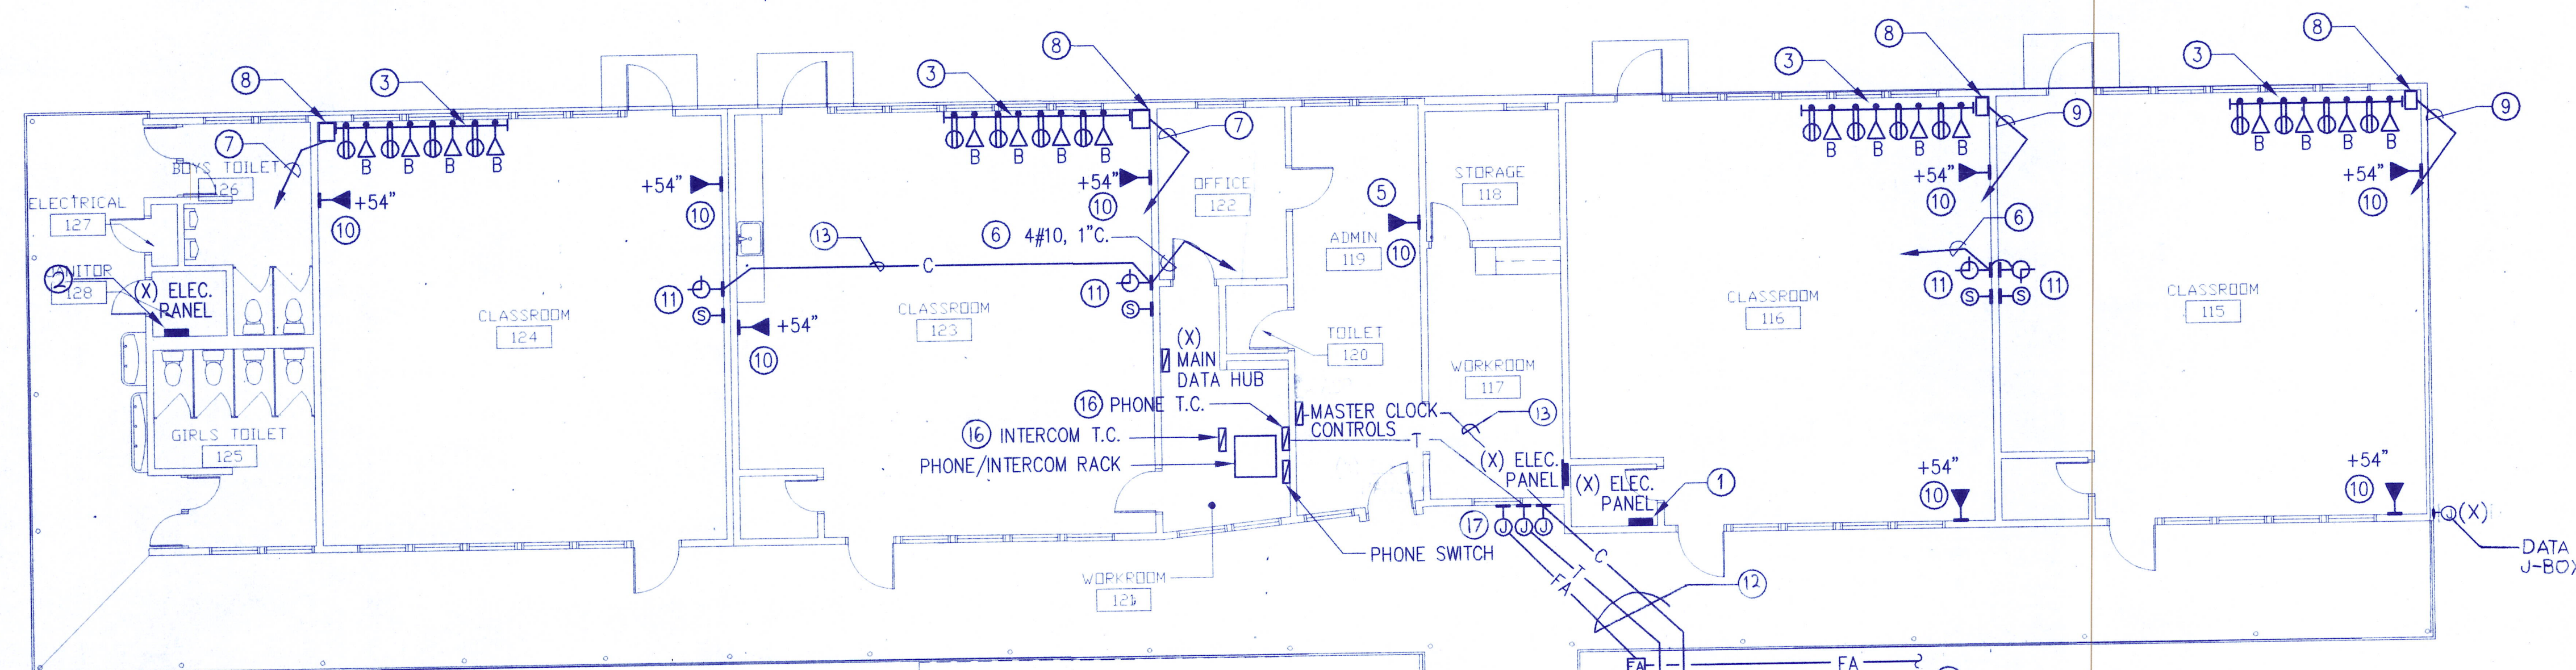 8
3
8
3
8
3
8
3
7
7
9
9
B B B B
B B B B
B B B B
B B B B
BOYS TOILET
126
ELECTRICAL
127
JANITOR
128
2
(X) ELEC.
PANEL
GIRLS TOILET
125
+54"
10
CLASSROOM
124
+54"
10
11
S
+54"
10
13
C
CLASSROOM
123
+54"
10
6 4#10, 1"C.
11
S
OFFICE
122
(X)
MAIN
DATA HUB
TOILET
120
16 PHONE T.C.
16 INTERCOM T.C.
PHONE/INTERCOM RACK
MASTER CLOCK
CONTROLS
13
T
5
10
ADMIN
119
STORAGE
118
WORKROOM
117
(X) ELEC.
PANEL
(X) ELEC.
PANEL
1
17
J J J
PHONE SWITCH
WORKROOM
121
CLASSROOM
116
+54"
10
6
11
S
S
11
+54"
10
CLASSROOM
115
+54"
10
+54"
10
J (X)
DATA
J-BOX
C
T
FA
12
FA
FA